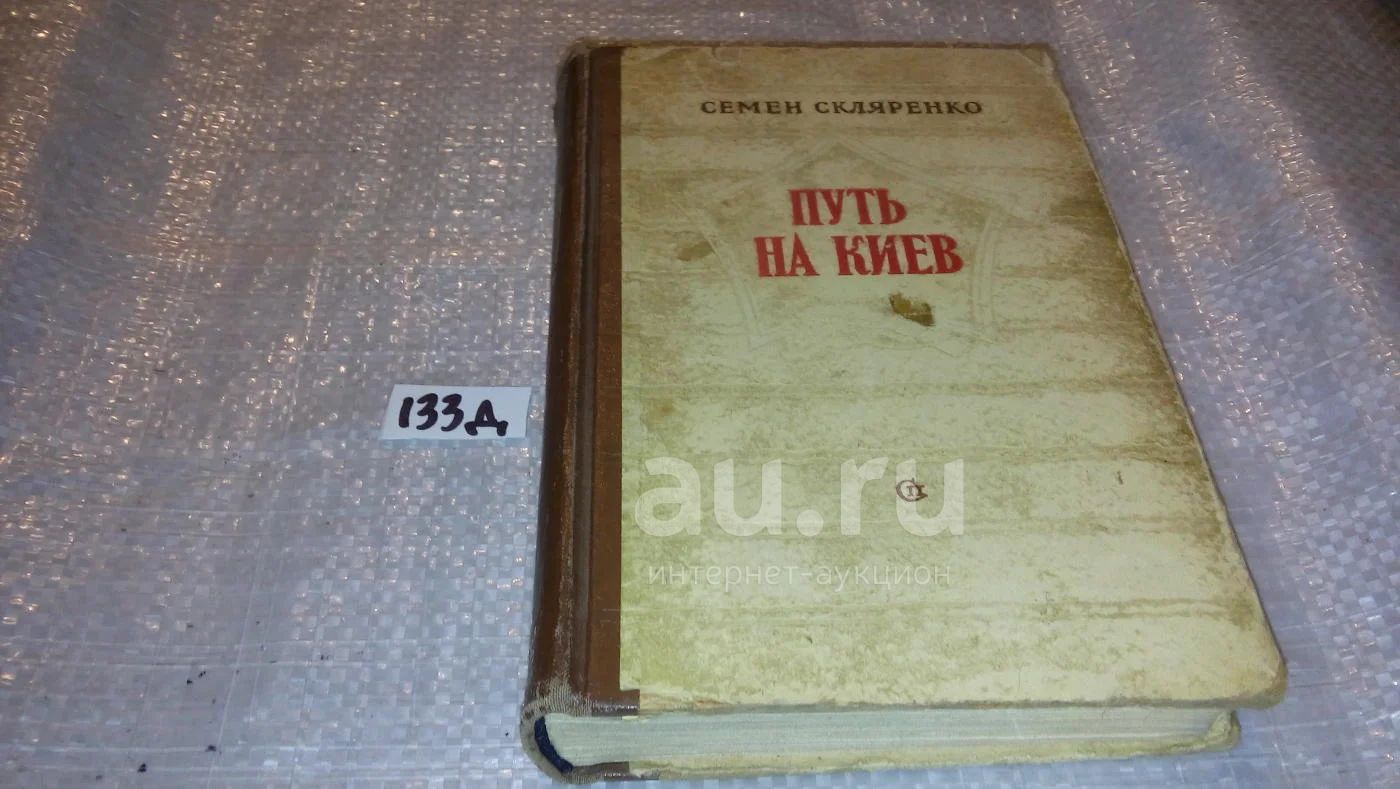 СЕМЕН СКЛЯРЕНКО
ПУТЬ
НА КИЕВ
133д
au.ru
интернет-аукцион